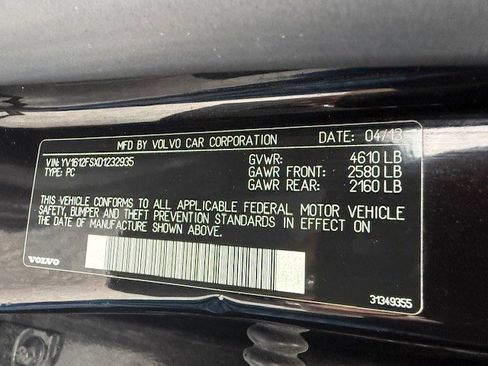 MFD BY VOLVO CAR CORPORATION DATE: 04/13
VIN: YV1612FSXD1232935 GVWR: 4610 LB
TYPE: PC GAWR FRONT: 2580 LB
GAWR REAR: 2160 LB
THIS VEHICLE CONFORMS TO ALL APPLICABLE FEDERAL MOTOR VEHICLE
SAFETY, BUMPER AND THEFT PREVENTION STANDARDS IN EFFECT ON
THE DATE OF MANUFACTURE SHOWN ABOVE.
VOLVO 31349355